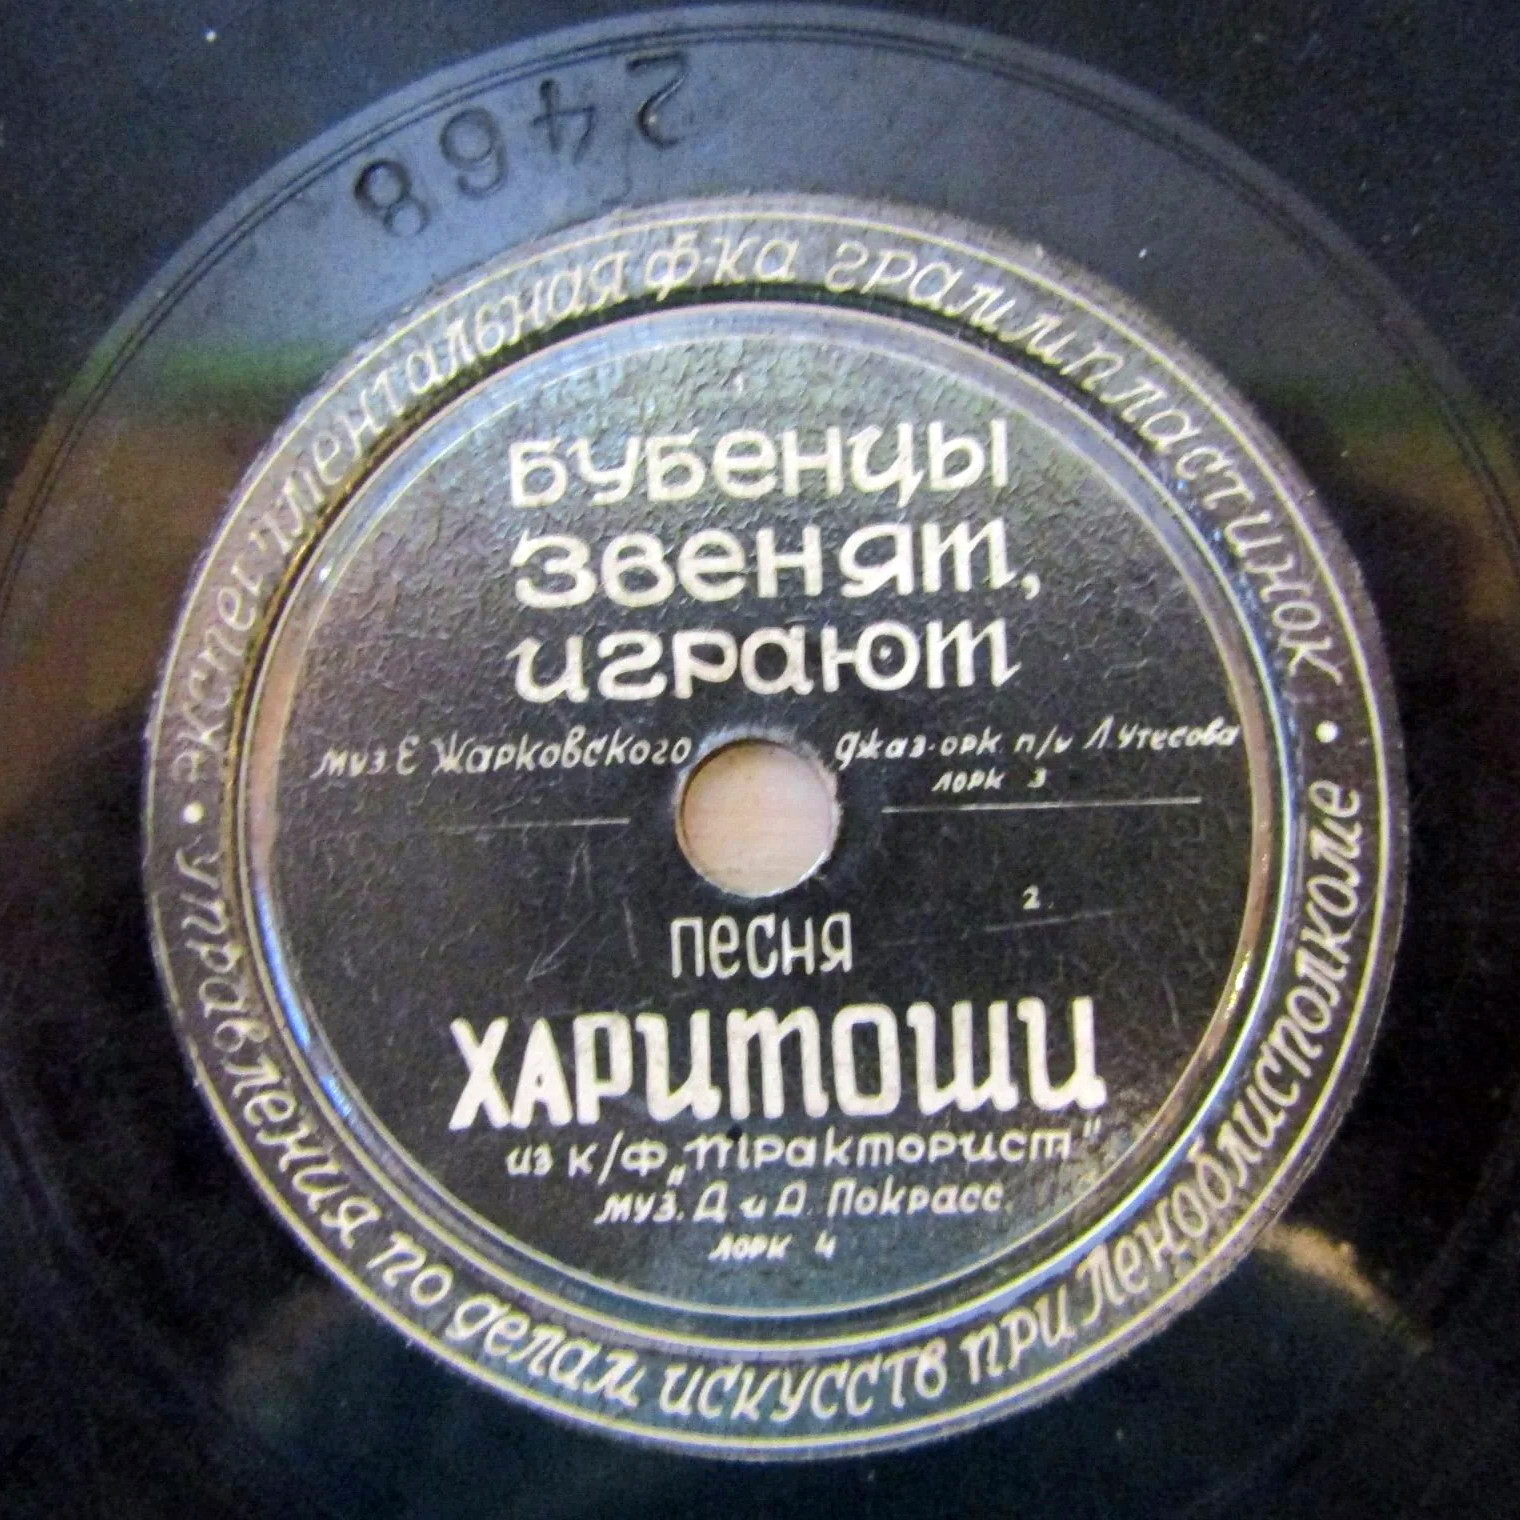 2468
Экспериментальная ф-ка грампластинок •
управления по делам искусств при Леноблисполкоме •
1
Бубенцы
звенят,
играют
муз Е Жарковского
джаз-орк п/у Л Утесова
лорк 3
2.
песня
Харитоши
из к/ф „Тракторист"
муз. Д и Д. Покрасс.
лорк 4